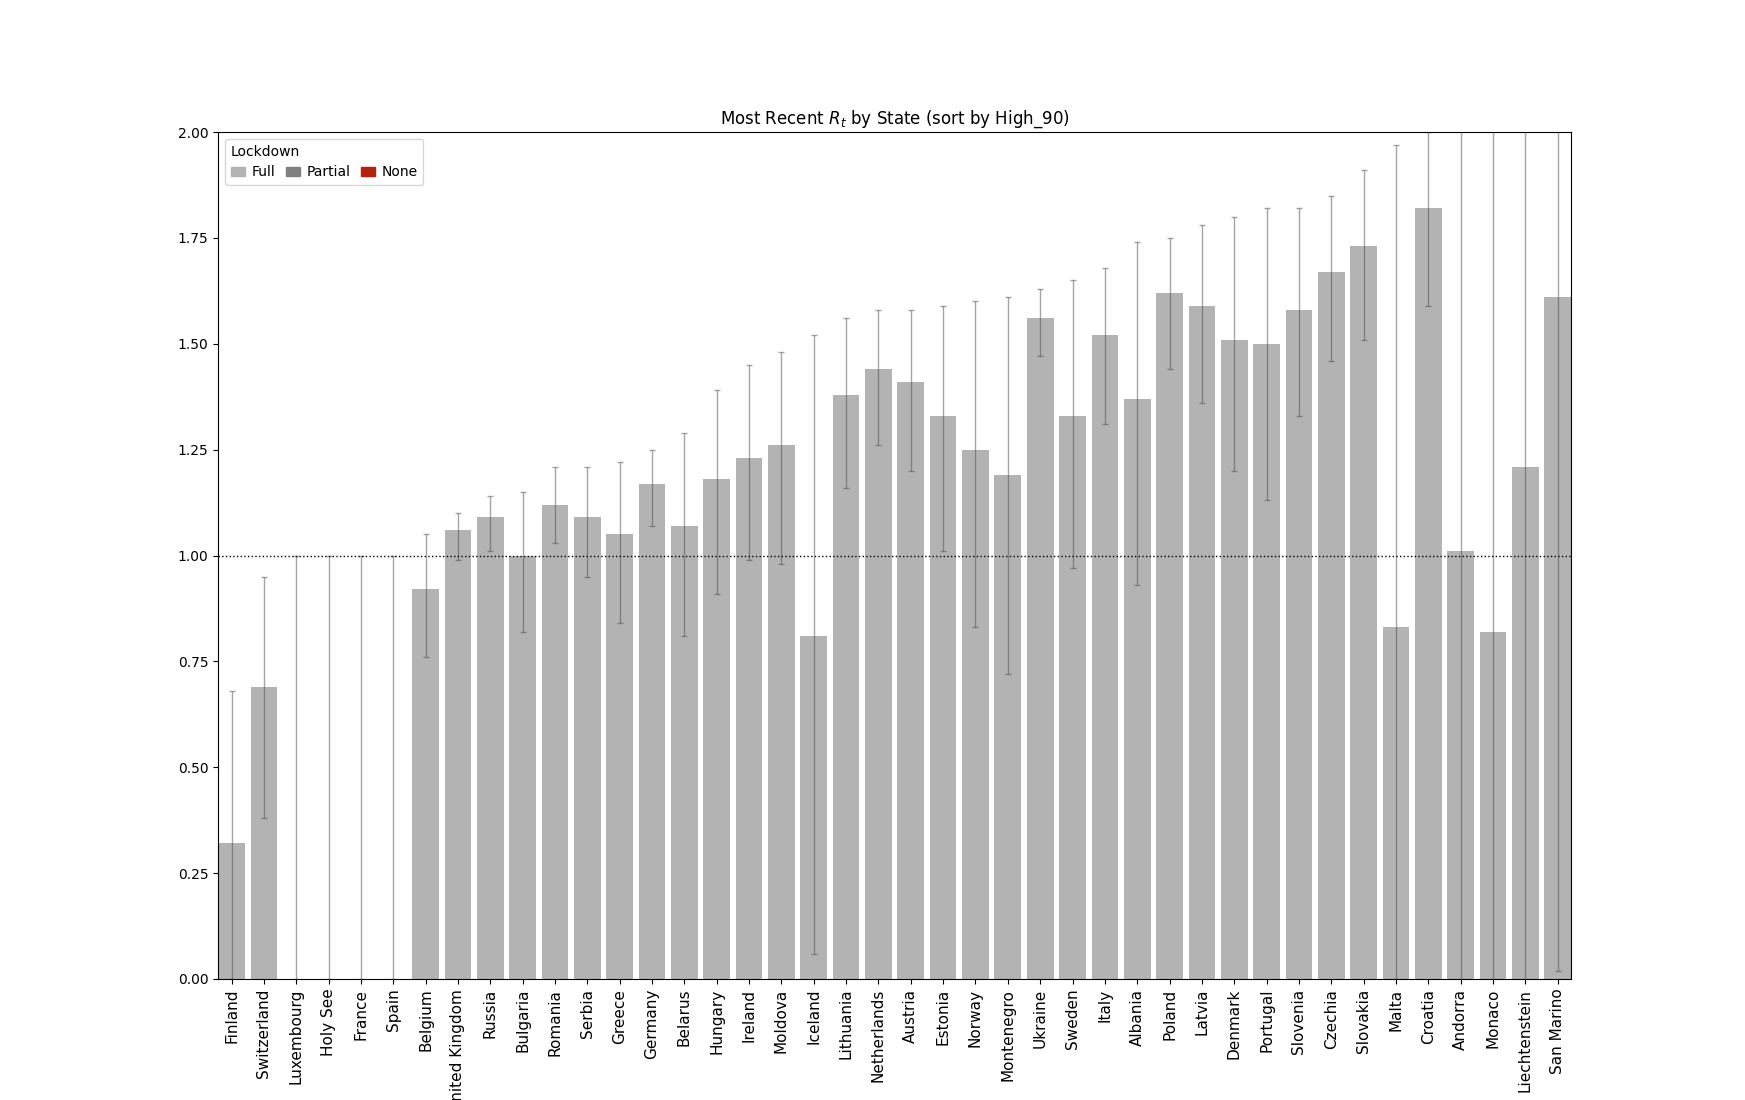 Most Recent R_t by State (sort by High_90)
2.00
Lockdown
Full Partial None
1.75
1.50
1.25
1.00
0.75
0.50
0.25
0.00
Finland
Switzerland
Luxembourg
Holy See
France
Spain
Belgium
nited Kingdom
Russia
Bulgaria
Romania
Serbia
Greece
Germany
Belarus
Hungary
Ireland
Moldova
Iceland
Lithuania
Netherlands
Austria
Estonia
Norway
Montenegro
Ukraine
Sweden
Italy
Albania
Poland
Latvia
Denmark
Portugal
Slovenia
Czechia
Slovakia
Malta
Croatia
Andorra
Monaco
Liechtenstein
San Marino